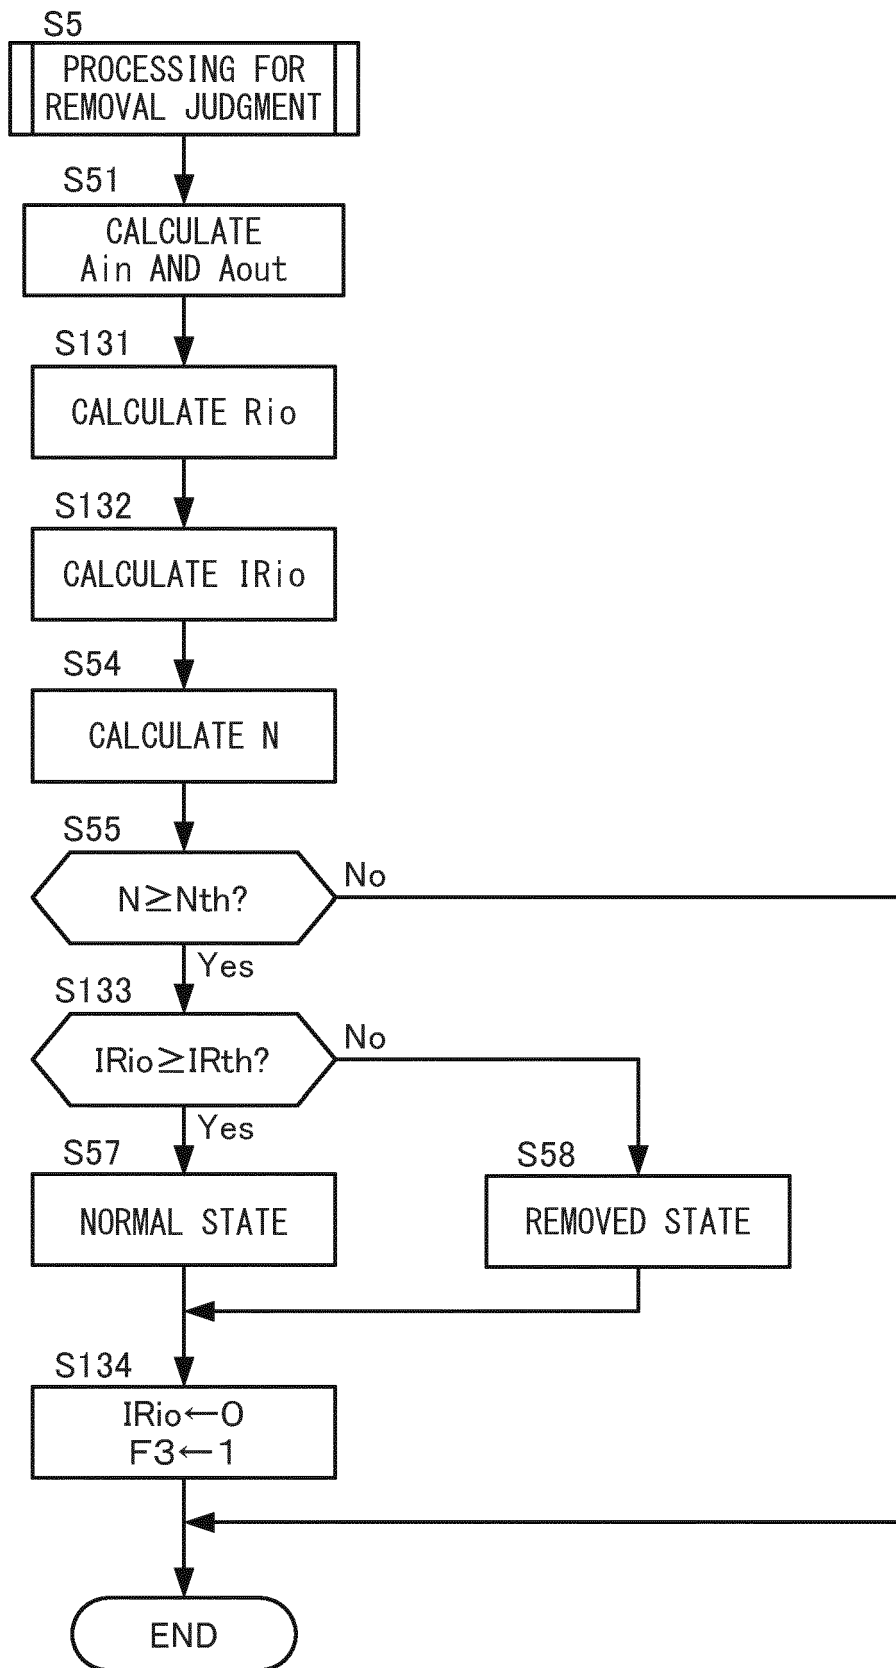 S5
PROCESSING FOR
REMOVAL JUDGMENT
S51
CALCULATE
Ain AND Aout
S131
CALCULATE Rio
S132
CALCULATE IRio
S54
CALCULATE N
S55
N≥Nth?
No
Yes
S133
IRio≥IRth?
No
Yes
S57
NORMAL STATE
S58
REMOVED STATE
S134
IRio←0
F3←1
END